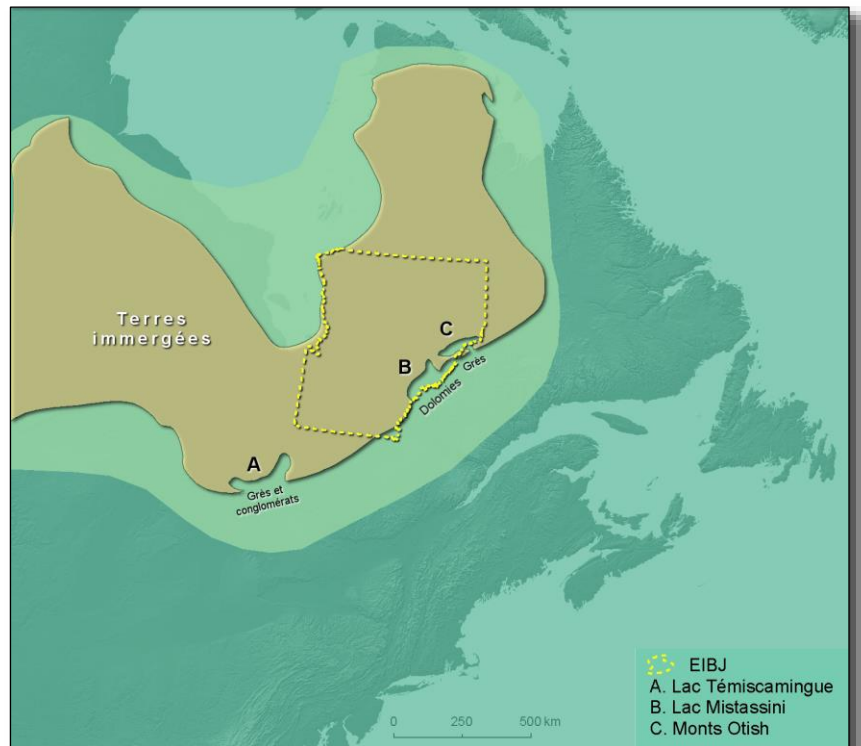 Terres
immergées
C
B
Grès
Dolomies
A
Grès et
conglomérats
EIBJ
A. Lac Témiscamingue
B. Lac Mistassini
C. Monts Otish
0 250 500 km